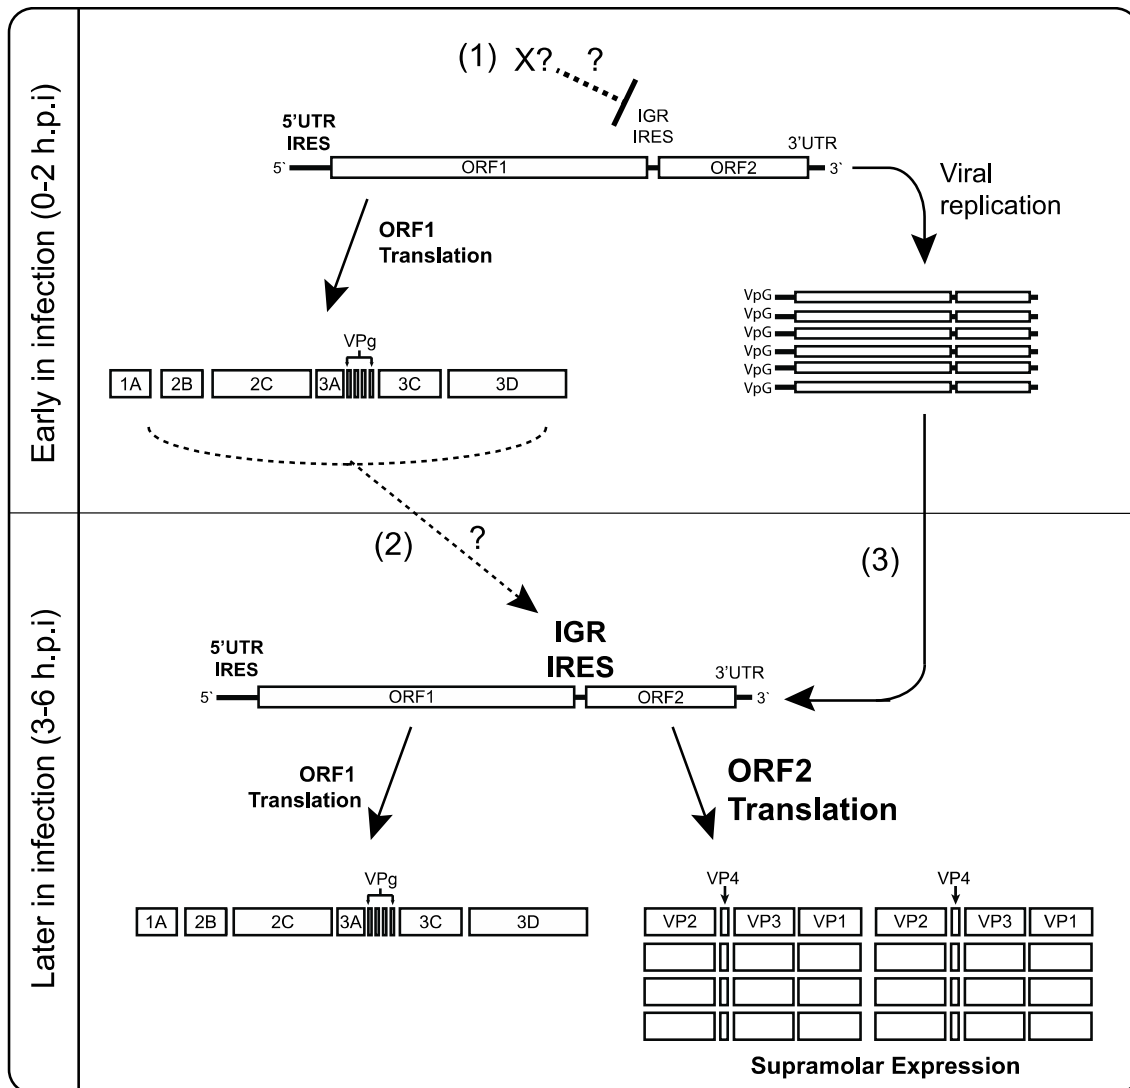 Early in infection (0-2 h.p.i)
(1) X? ?
IGR
IRES
5'UTR
IRES
3'UTR
5` ORF1 ORF2 3`
Viral
replication
ORF1
Translation
VpG
VpG
VpG
VpG
VpG
VpG
VPg
1A 2B 2C 3A 3C 3D
Later in infection (3-6 h.p.i)
(2) ? (3)
IGR
IRES
5'UTR
IRES
3'UTR
5` ORF1 ORF2 3`
ORF1
Translation
ORF2
Translation
VPg
1A 2B 2C 3A 3C 3D
VP4 VP4
VP2 VP3 VP1 VP2 VP3 VP1
Supramolar Expression